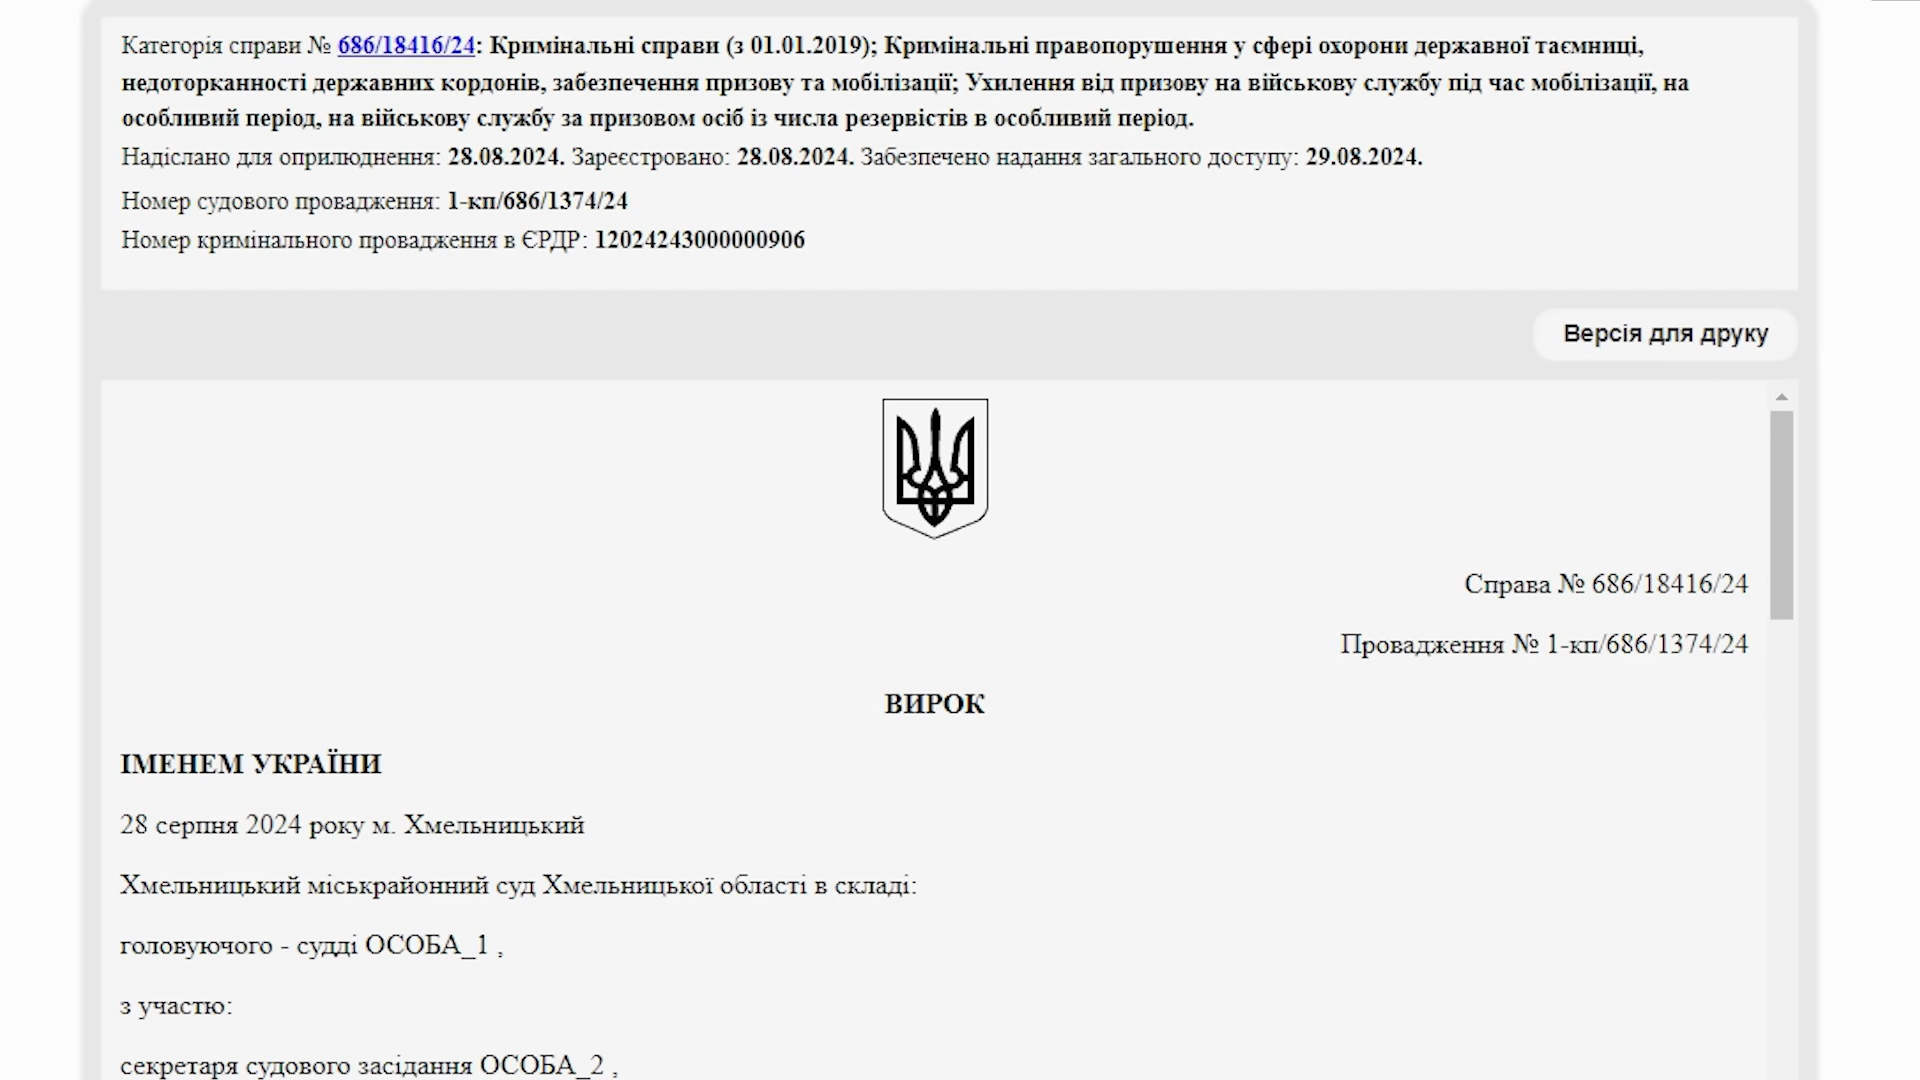 Категорія справи № 686/18416/24: Кримінальні справи (з 01.01.2019); Кримінальні правопорушення у сфері охорони державної таємниці,
недоторканності державних кордонів, забезпечення призову та мобілізації; Ухилення від призову на військову службу під час мобілізації, на
особливий період, на військову службу за призовом осіб із числа резервістів в особливий період.
Надіслано для оприлюднення: 28.08.2024. Зареєстровано: 28.08.2024. Забезпечено надання загального доступу: 29.08.2024.
Номер судового провадження: 1-кп/686/1374/24
Номер кримінального провадження в ЄРДР: 12024243000000906
Версія для друку
Справа № 686/18416/24
Провадження № 1-кп/686/1374/24
ВИРОК
ІМЕНЕМ УКРАЇНИ
28 серпня 2024 року м. Хмельницький
Хмельницький міськрайонний суд Хмельницької області в складі:
головуючого - судді ОСОБА_1 ,
з участю:
секретаря судового засідання ОСОБА_2 ,